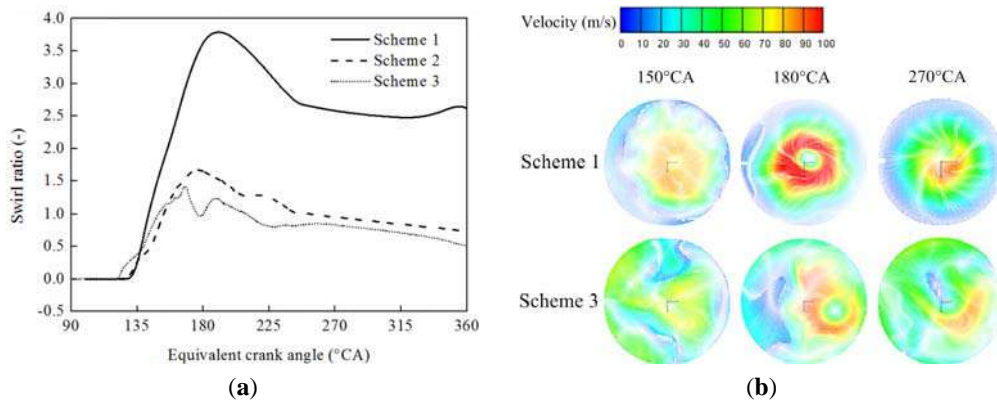 4.0
3.5
3.0
2.5
2.0
1.5
1.0
0.5
0.0
-0.5
Swirl ratio (-)
Scheme 1
Scheme 2
Scheme 3
90 135 180 225 270 315 360
Equivalent crank angle (°CA)
(a)
Velocity (m/s)
0 10 20 30 40 50 60 70 80 90 100
150°CA 180°CA 270°CA
Scheme 1
Scheme 3
(b)